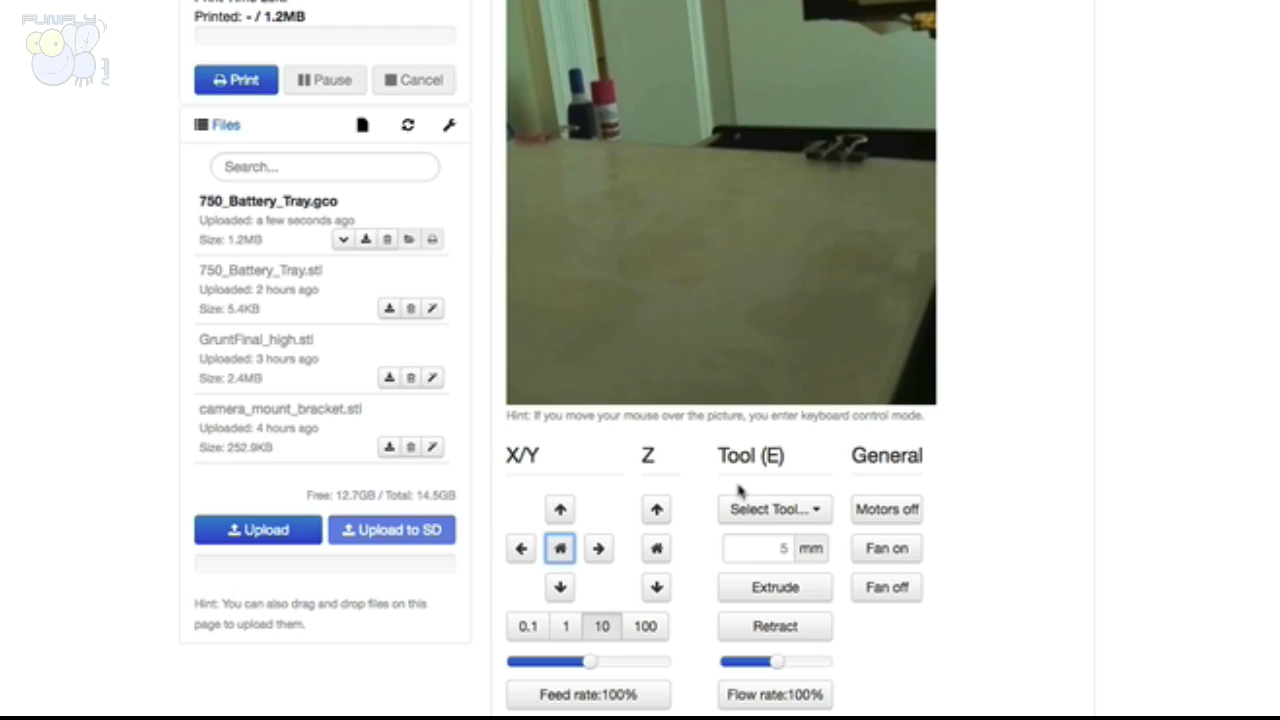 FUNFLY
Printed: - / 1.2MB
Print
Pause
Cancel
Files
Search...
750_Battery_Tray.gco
Uploaded: a few seconds ago
Size: 1.2MB
750_Battery_Tray.stl
Uploaded: 2 hours ago
Size: 5.4KB
GruntFinal_high.stl
Uploaded: 3 hours ago
Size: 2.4MB
camera_mount_bracket.stl
Uploaded: 4 hours ago
Size: 252.9KB
Free: 12.7GB / Total: 14.5GB
Upload
Upload to SD
Hint: You can also drag and drop files on this
page to upload them.
Hint: If you move your mouse over the picture, you enter keyboard control mode.
X/Y
Z
Tool (E)
General
Select Tool...
Motors off
5 mm
Fan on
Extrude
Fan off
0.1 1 10 100
Retract
Feed rate:100%
Flow rate:100%